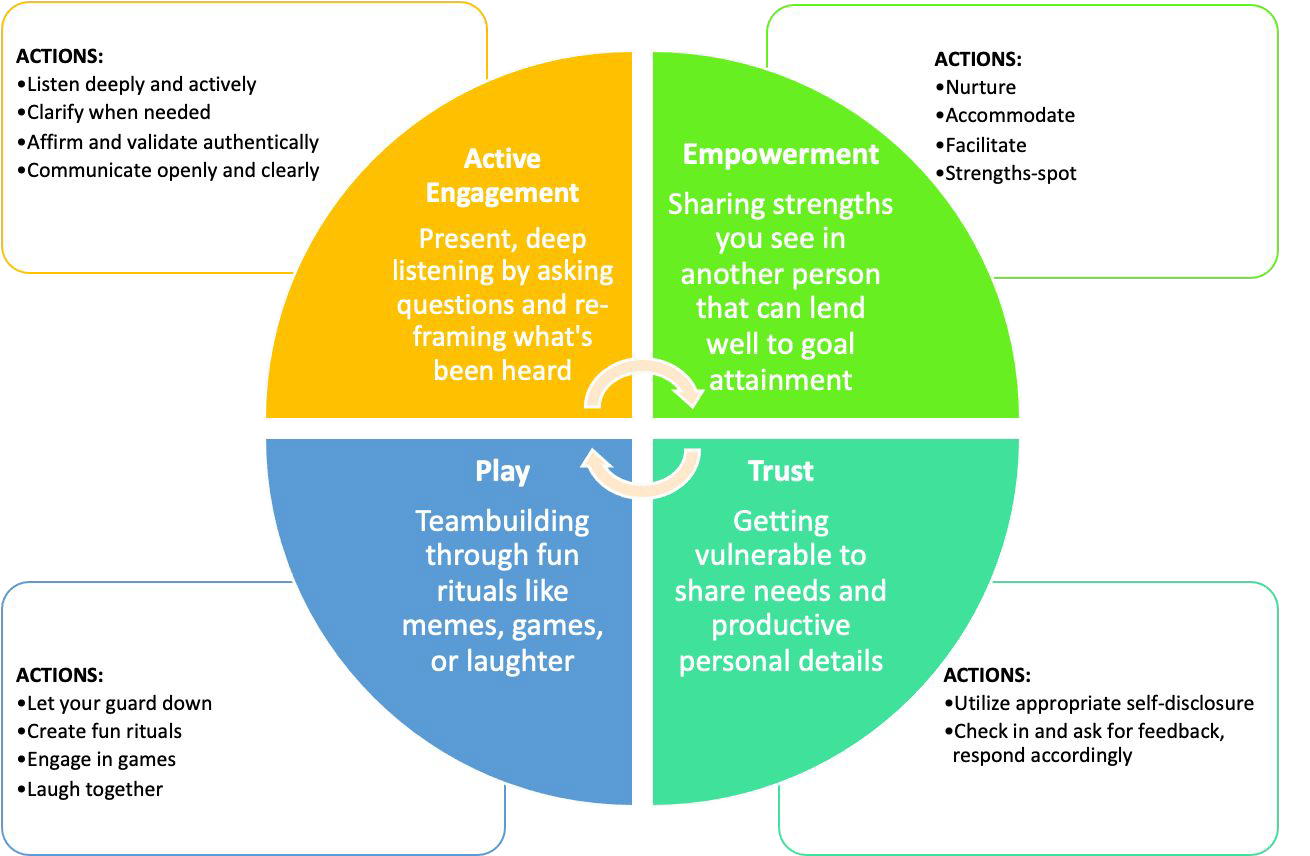 ACTIONS:
•Listen deeply and actively
•Clarify when needed
•Affirm and validate authentically
•Communicate openly and clearly
Active
Engagement
Present, deep
listening by asking
questions and re-
framing what's
been heard
Empowerment
Sharing strengths
you see in
another person
that can lend
well to goal
attainment
ACTIONS:
•Nurture
•Accommodate
•Facilitate
•Strengths-spot
ACTIONS:
•Let your guard down
•Create fun rituals
•Engage in games
•Laugh together
Play
Teambuilding
through fun
rituals like
memes, games,
or laughter
Trust
Getting
vulnerable to
share needs and
productive
personal details
ACTIONS:
•Utilize appropriate self-disclosure
•Check in and ask for feedback,
respond accordingly